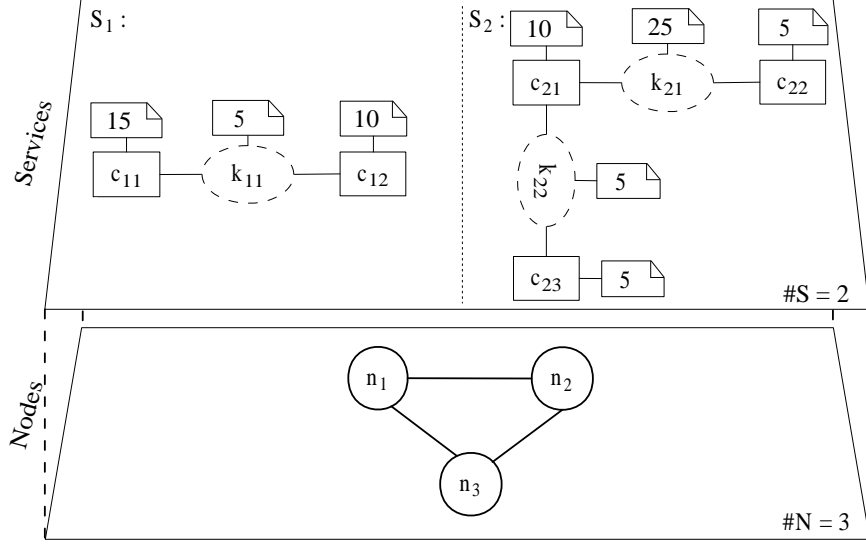 S1 :
S2 :
10
25
5
c21
k21
c22
15
5
10
c11
k11
c12
k22
5
c23
5
Services
#S = 2
n1
n2
n3
Nodes
#N = 3